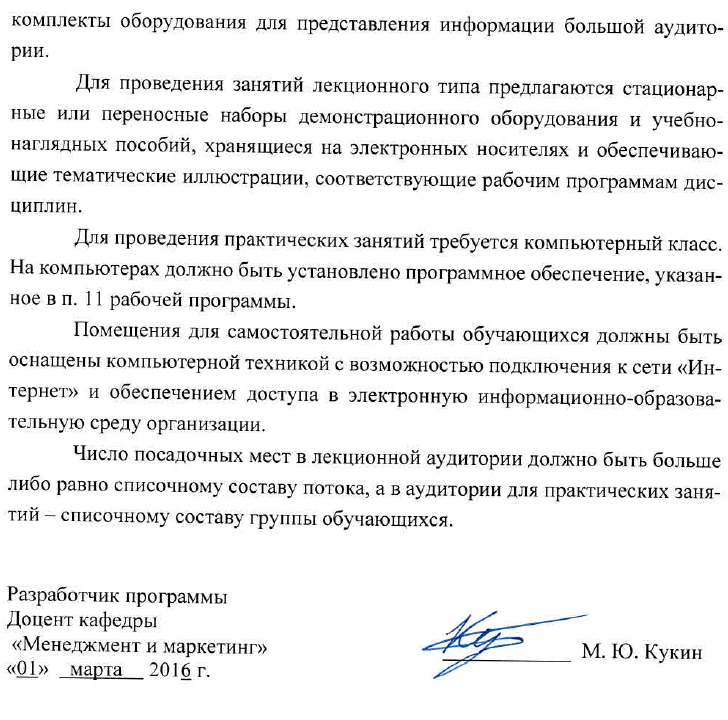 комплекты оборудования для представления информации большой аудито-
рии.
Для проведения занятий лекционного типа предлагаются стационар-
ные или переносные наборы демонстрационного оборудования и учебно-
наглядных пособий, хранящиеся на электронных носителях и обеспечиваю-
щие тематические иллюстрации, соответствующие рабочим программам дис-
циплин.
Для проведения практических занятий требуется компьютерный класс.
На компьютерах должно быть установлено программное обеспечение, указан-
ное в п. 11 рабочей программы.
Помещения для самостоятельной работы обучающихся должны быть
оснащены компьютерной техникой с возможностью подключения к сети «Ин-
тернет» и обеспечением доступа в электронную информационно-образова-
тельную среду организации.
Число посадочных мест в лекционной аудитории должно быть больше
либо равно списочному составу потока, а в аудитории для практических заня-
тий – списочному составу группы обучающихся.
Разработчик программы
Доцент кафедры
«Менеджмент и маркетинг»
М. Ю. Кукин
«01» марта 2016 г.